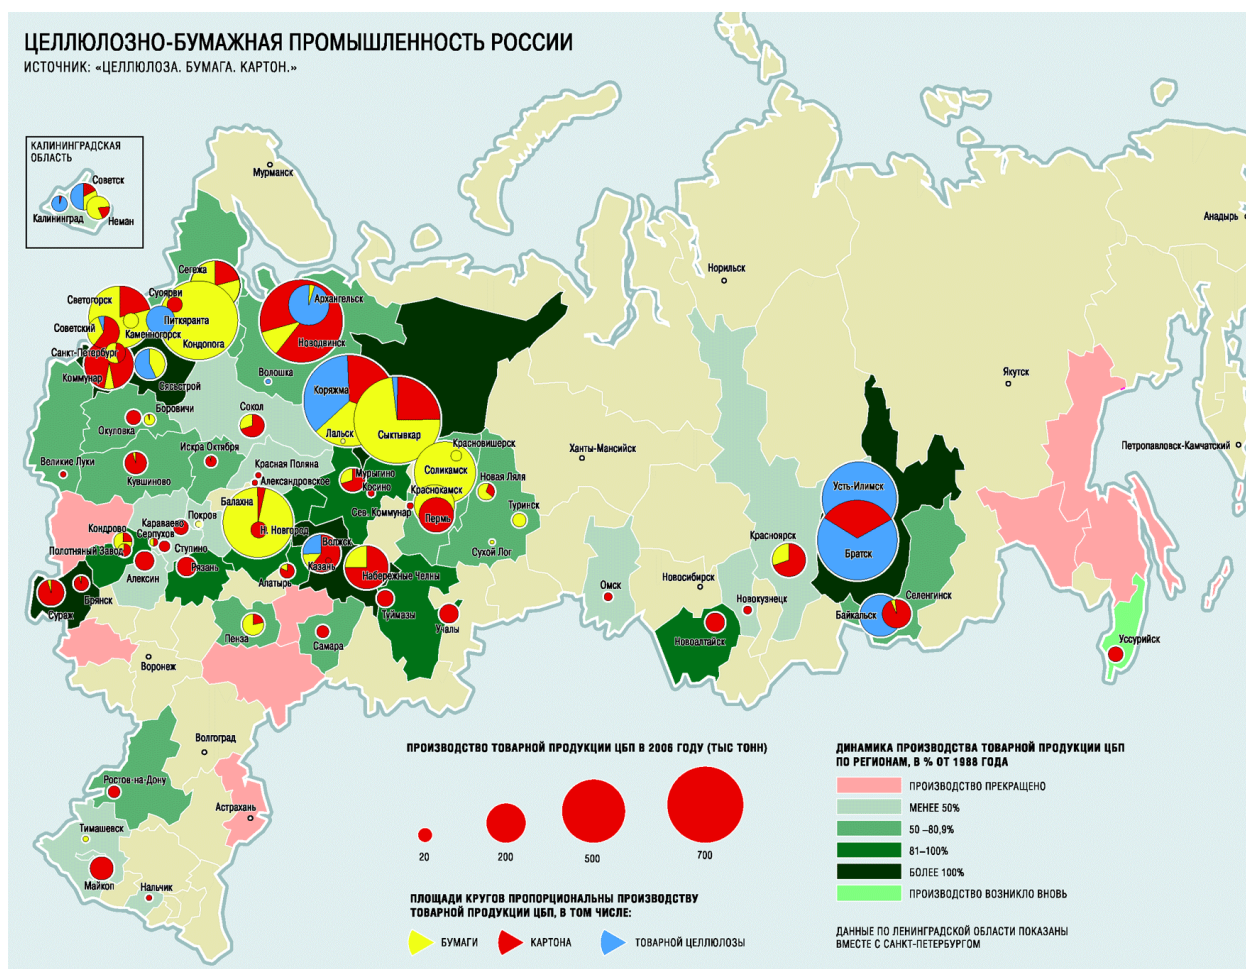 ЦЕЛЛЮЛОЗНО-БУМАЖНАЯ ПРОМЫШЛЕННОСТЬ РОССИИ
ИСТОЧНИК: «ЦЕЛЛЮЛОЗА. БУМАГА. КАРТОН.»
КАЛИНИНГРАДСКАЯ
ОБЛАСТЬ
Советск
Калининград
Неман
Мурманск
Анадырь
Норильск
Сегежа
Суоярви
Светогорск
Архангельск
Питкяранта
Советский
Каменногорск
Кондопога
Новодвинск
Санкт-Петербург
Коммунар
Сясьстрой
Волошка
Якутск
Коряжма
Боровичи
Сокол
Окуловка
Лальск
Сыктывкар
Красновишерск
Петропавловск-Камчатский
Искра Октября
Ханты-Мансийск
Великие Луки
Кувшиново
Красная Поляна
Александровское
Мурыгино
Косино
Соликамск
Новая Ляля
Краснокамск
Усть-Илимск
Балахна
Сев. Коммунар
Пермь
Туринск
Покров
Караваево
Кондрово
Серпухов
Н. Новгород
Волжск
Красноярск
Братск
Полотняный Завод
Ступино
Сухой Лог
Алексин
Рязань
Казань
Алатырь
Набережные Челны
Новосибирск
Омск
Новокузнецк
Селенгинск
Сураж
Брянск
Туймазы
Учалы
Байкальск
Пенза
Самара
Новоалтайск
Уссурийск
Воронеж
Волгоград
Ростов-на-Дону
Астрахань
Тимашевск
Майкоп
Нальчик
ПРОИЗВОДСТВО ТОВАРНОЙ ПРОДУКЦИИ ЦБП В 2006 ГОДУ (ТЫС ТОНН)
20
200
500
700
ПЛОЩАДИ КРУГОВ ПРОПОРЦИОНАЛЬНЫ ПРОИЗВОДСТВУ
ТОВАРНОЙ ПРОДУКЦИИ ЦБП, В ТОМ ЧИСЛЕ:
БУМАГИ
КАРТОНА
ТОВАРНОЙ ЦЕЛЛЮЛОЗЫ
ДИНАМИКА ПРОИЗВОДСТВА ТОВАРНОЙ ПРОДУКЦИИ ЦБП
ПО РЕГИОНАМ, В % ОТ 1988 ГОДА
ПРОИЗВОДСТВО ПРЕКРАЩЕНО
МЕНЕЕ 50%
50 –80,9%
81–100%
БОЛЕЕ 100%
ПРОИЗВОДСТВО ВОЗНИКЛО ВНОВЬ
ДАННЫЕ ПО ЛЕНИНГРАДСКОЙ ОБЛАСТИ ПОКАЗАНЫ
ВМЕСТЕ С САНКТ-ПЕТЕРБУРГОМ